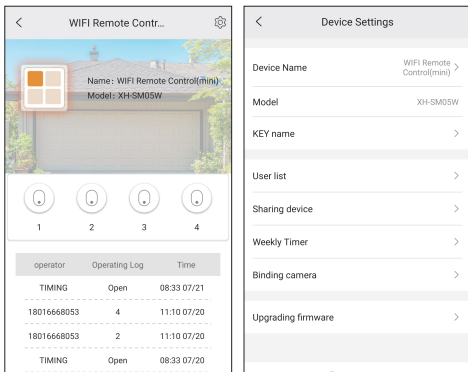 WIFI Remote Contr...
Name: WIFI Remote Control(mini)
Model: XH-SM05W
1 2 3 4
operator Operating Log Time
TIMING Open 08:33 07/21
18016668053 4 11:10 07/20
18016668053 2 11:10 07/20
TIMING Open 08:33 07/20
Device Settings
Device Name WIFI Remote
Control(mini)
Model XH-SM05W
KEY name
User list
Sharing device
Weekly Timer
Binding camera
Upgrading firmware